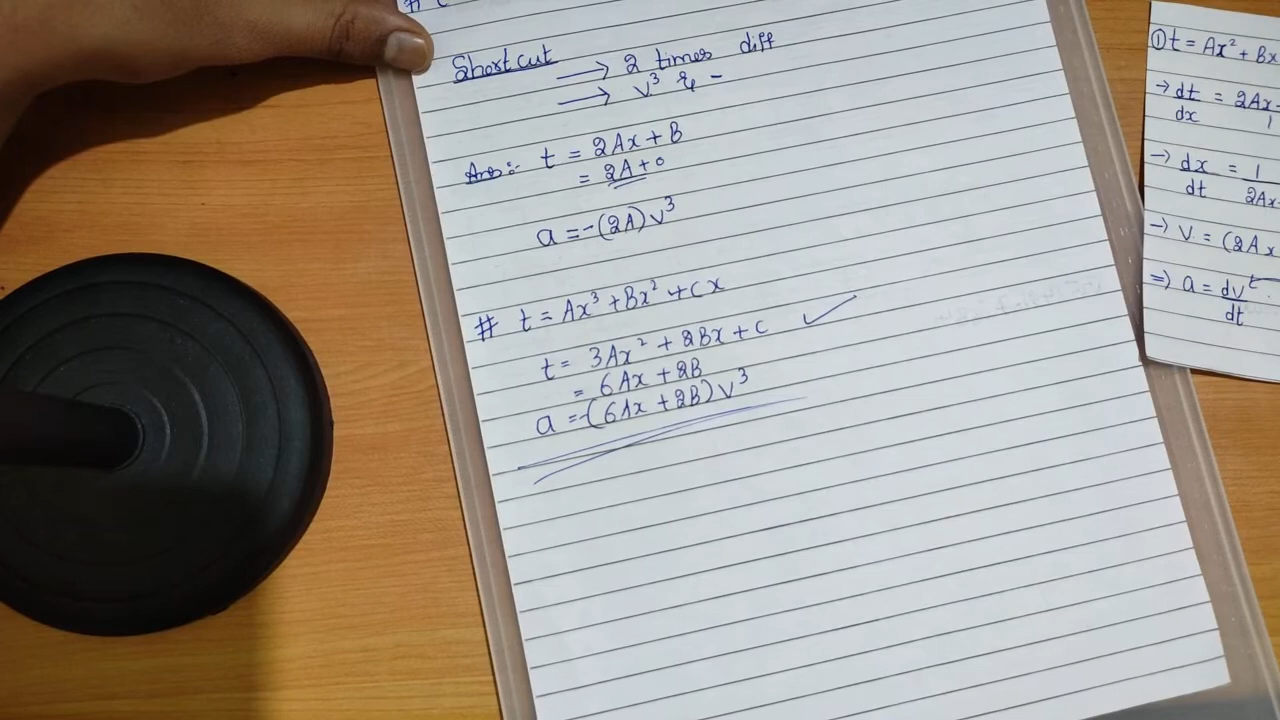 Shortcut → 2 times diff
→ v³ & -
Ans :- t = 2Ax + B
= 2A + 0
a = -(2A)v³
# t = Ax³ + Bx² + Cx
t = 3Ax² + 2Bx + C ✓
= 6Ax + 2B
a = -(6Ax + 2B)v³
① t = Ax² + Bx
→ dt/dx = 2Ax
→ dx/dt = 1/2Ax
→ v = (2Ax
⇒ a = dv/dt